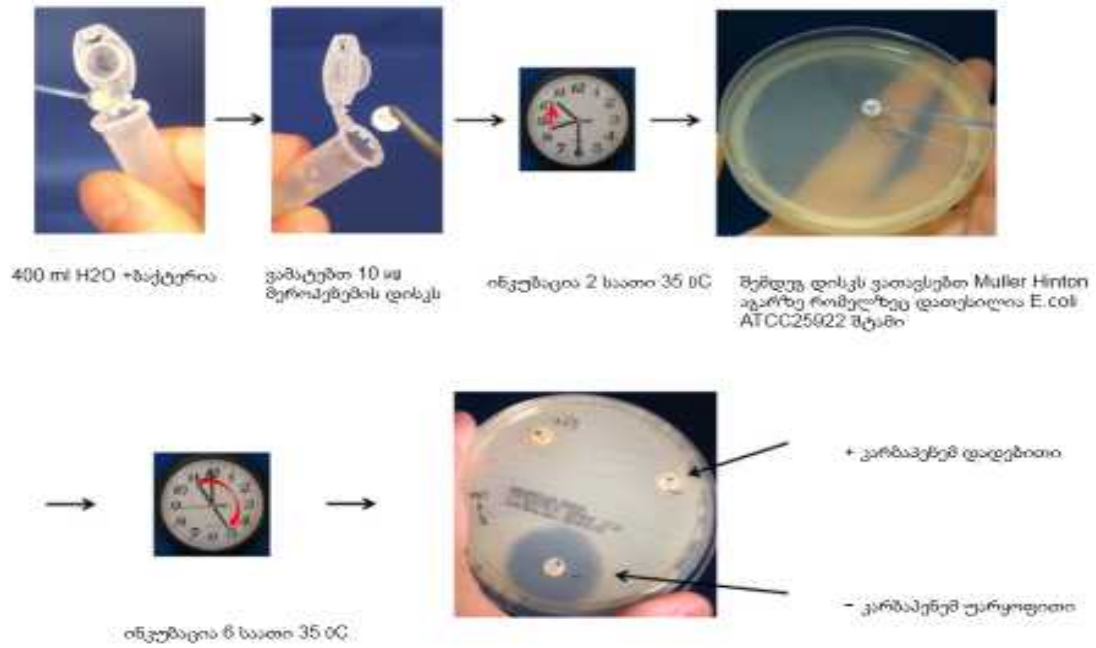 400 ml H2O +ბაქტერია
ვამატებთ 10 μg
მეროპენემის დისკს
ინკუბაცია 2 საათი 35 0C
შემდეგ დისკს ვათავსებთ Muller Hinton
აგარზე რომელზეც დათესილია E.coli
ATCC25922 შტამი
+ კარბაპენემ დადებითი
- კარბაპენემ უარყოფითი
ინკუბაცია 6 საათი 35 0C